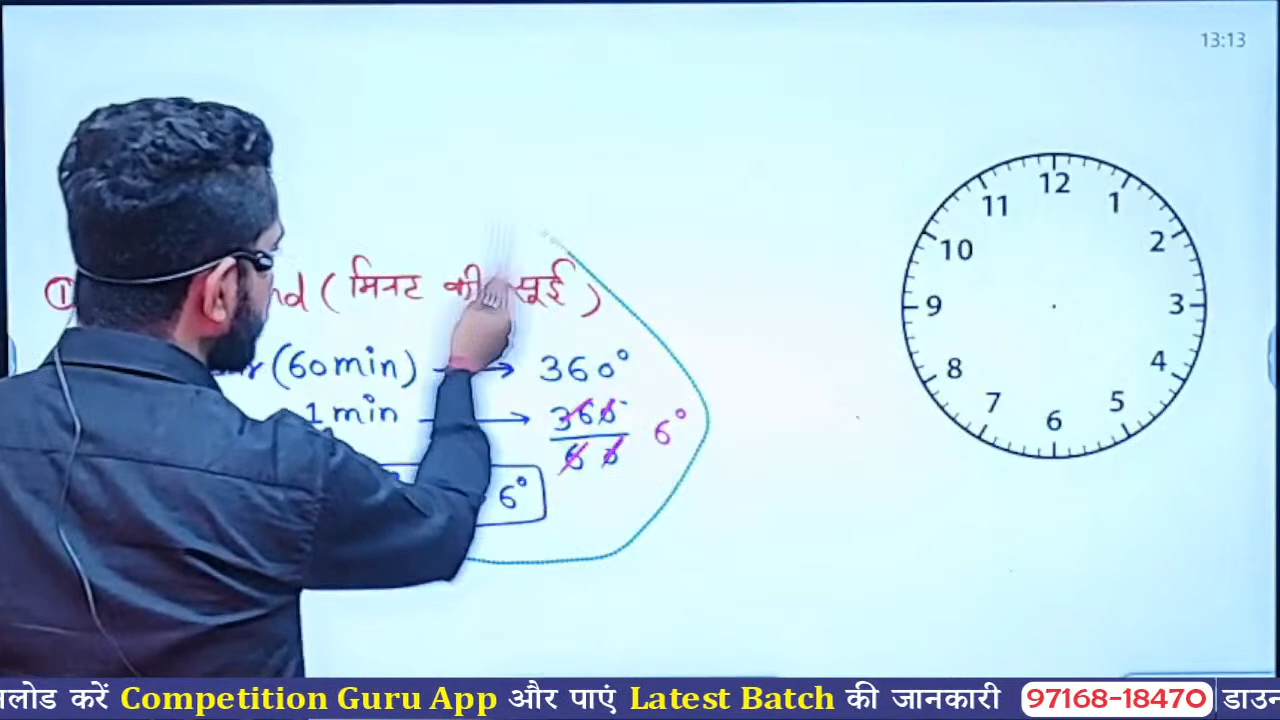 13:13
① nd (मिनट की सूई)
(60min) → 360°
1min → 360 6°
60
6°
12
11 1
10 2
9 3
8 4
7 5
6
करें Competition Guru App और पाएं Latest Batch की जानकारी 97168-18470